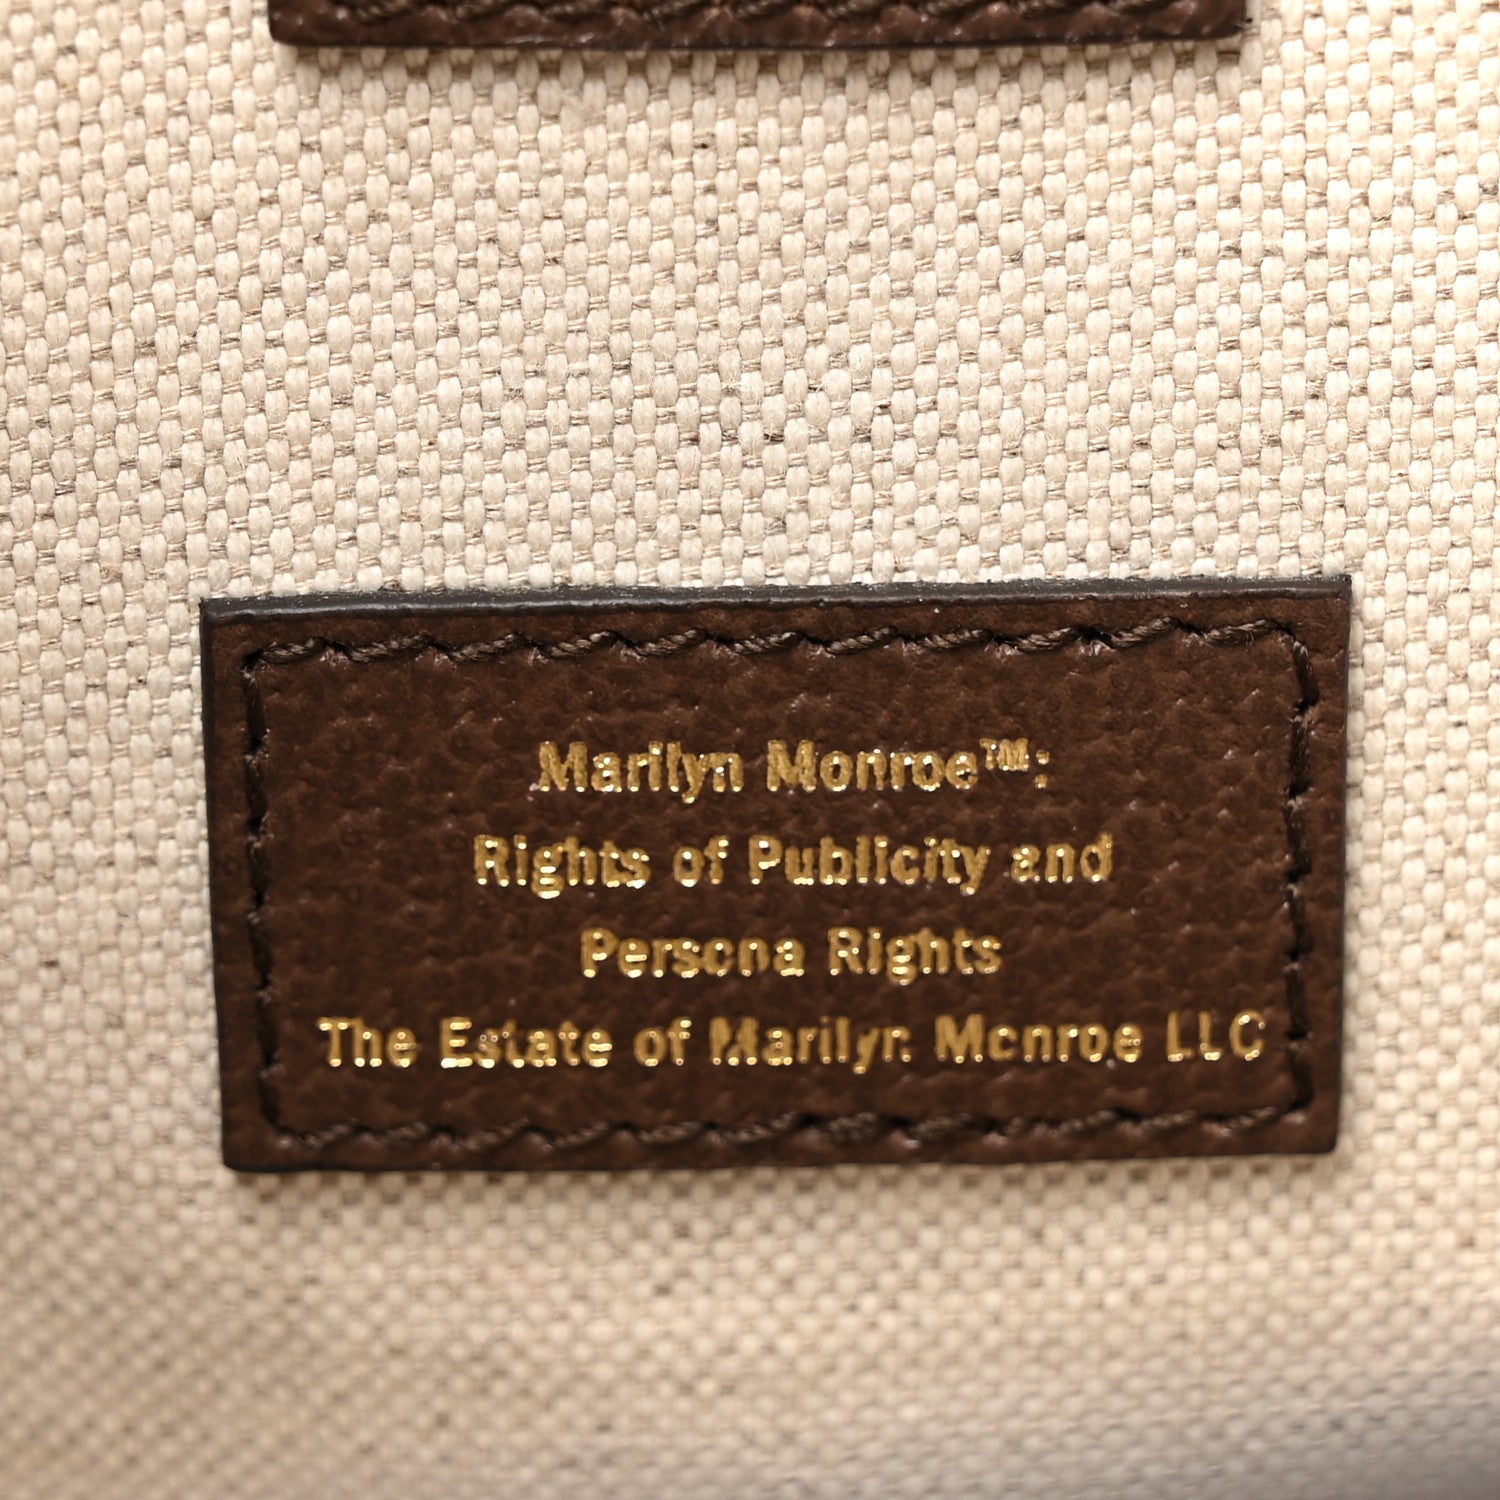 Marilyn Monroe™:
Rights of Publicity and
Persona Rights
The Estate of Marilyn Monroe LLC